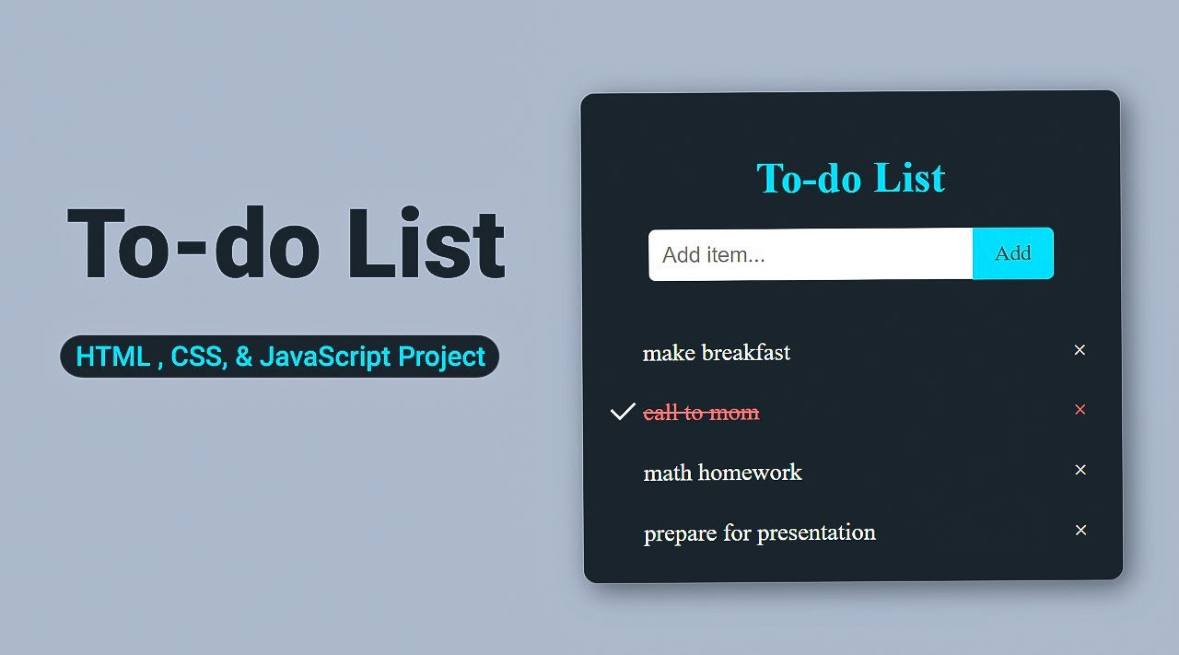 To-do List
HTML , CSS, & JavaScript Project
To-do List
Add item...
Add
make breakfast
×
call to mom
×
math homework
×
prepare for presentation
×